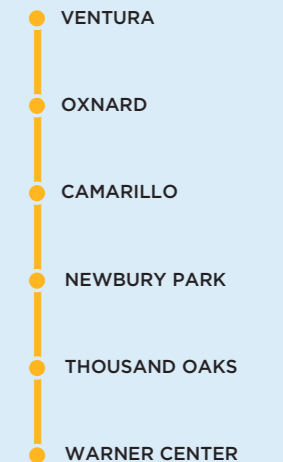 VENTURA
OXNARD
CAMARILLO
NEWBURY PARK
THOUSAND OAKS
WARNER CENTER